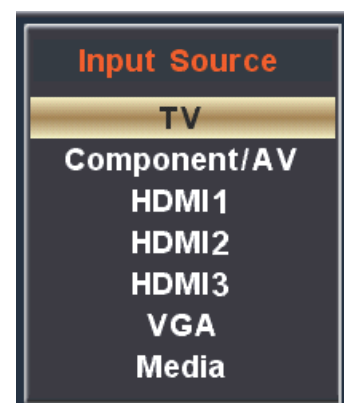 Input Source
TV
Component/AV
HDMI1
HDMI2
HDMI3
VGA
Media